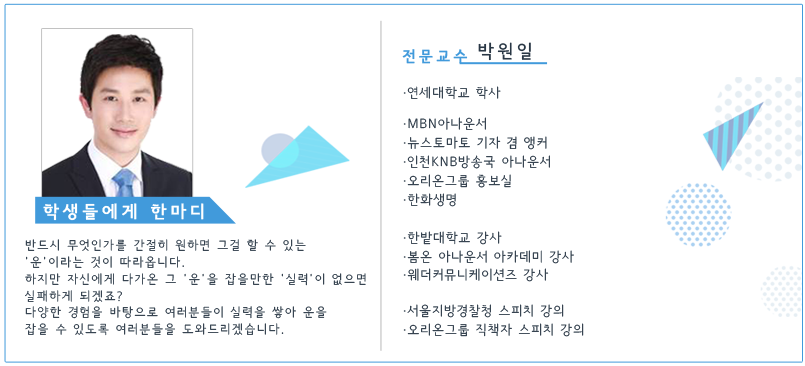 학생들에게 한마디
반드시 무엇인가를 간절히 원하면 그걸 할 수 있는
'운'이라는 것이 따라옵니다.
하지만 자신에게 다가온 그 '운'을 잡을만한 '실력'이 없으면
실패하게 되겠죠?
다양한 경험을 바탕으로 여러분들이 실력을 쌓아 운을
잡을 수 있도록 여러분들을 도와드리겠습니다.
전문교수 박원일
·연세대학교 학사
·MBN아나운서
·뉴스토마토 기자 겸 앵커
·인천KNB방송국 아나운서
·오리온그룹 홍보실
·한화생명
·한밭대학교 강사
·봄온 아나운서 아카데미 강사
·웨더커뮤니케이션즈 강사
·서울지방경찰청 스피치 강의
·오리온그룹 직책자 스피치 강의